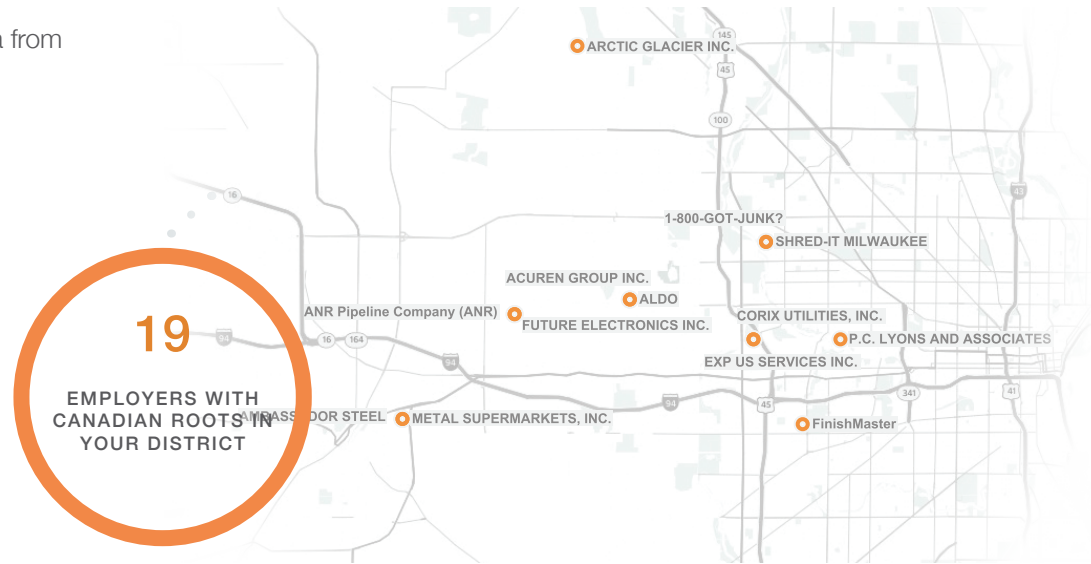 a from
ARCTIC GLACIER INC.
145
45
100
16
43
1-800-GOT-JUNK?
SHRED-IT MILWAUKEE
ACUREN GROUP INC.
ALDO
ANR Pipeline Company (ANR)
FUTURE ELECTRONICS INC.
CORIX UTILITIES, INC.
P.C. LYONS AND ASSOCIATES
EXP US SERVICES INC.
94
16
164
94
94
45
341
41
19
EMPLOYERS WITH
CANADIAN ROOTS IN
YOUR DISTRICT
AMBASSADOR STEEL
METAL SUPERMARKETS, INC.
FinishMaster